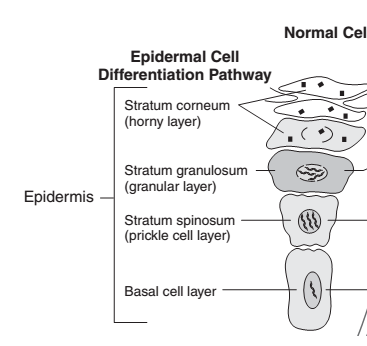 Normal Cel
Epidermal Cell
Differentiation Pathway
Stratum corneum
(horny layer)
Stratum granulosum
(granular layer)
Epidermis
Stratum spinosum
(prickle cell layer)
Basal cell layer